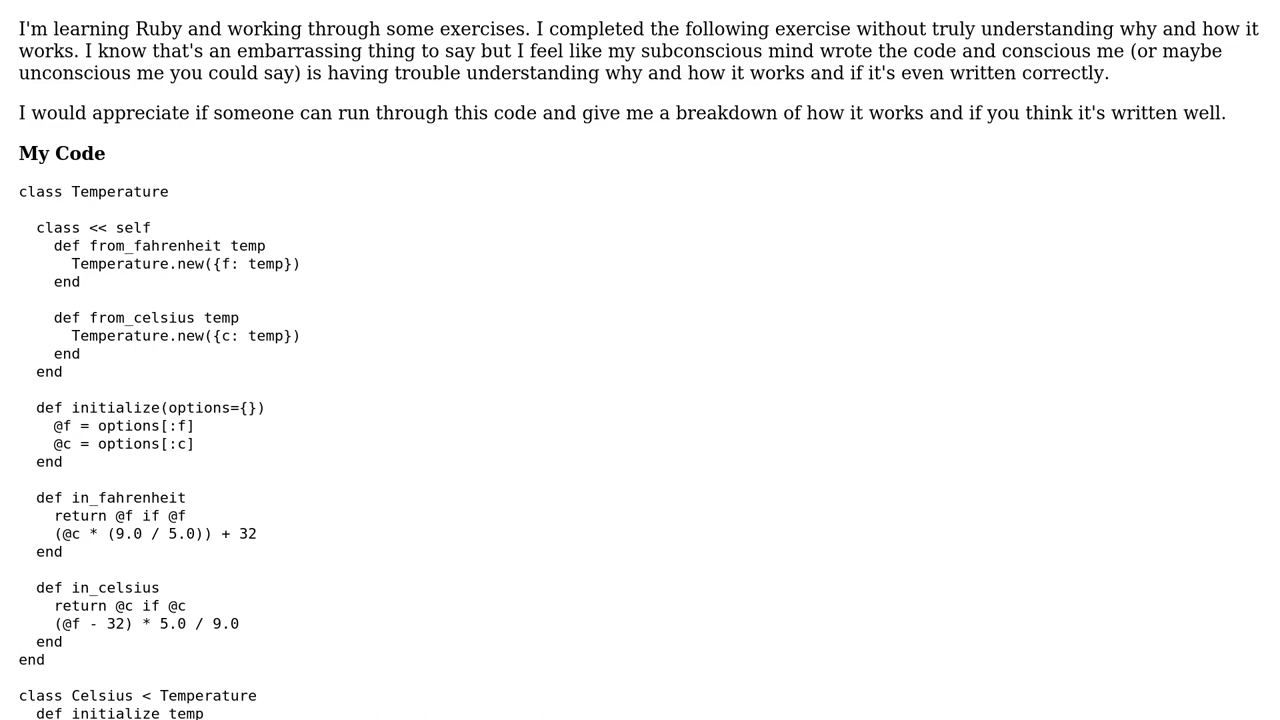 I'm learning Ruby and working through some exercises. I completed the following exercise without truly understanding why and how it
works. I know that's an embarrassing thing to say but I feel like my subconscious mind wrote the code and conscious me (or maybe
unconscious me you could say) is having trouble understanding why and how it works and if it's even written correctly.
I would appreciate if someone can run through this code and give me a breakdown of how it works and if you think it's written well.
My Code
class Temperature
  class << self
    def from_fahrenheit temp
      Temperature.new({f: temp})
    end
    def from_celsius temp
      Temperature.new({c: temp})
    end
  end
  def initialize(options={})
    @f = options[:f]
    @c = options[:c]
  end
  def in_fahrenheit
    return @f if @f
    (@c * (9.0 / 5.0)) + 32
  end
  def in_celsius
    return @c if @c
    (@f - 32) * 5.0 / 9.0
  end
end
class Celsius < Temperature
  def initialize temp